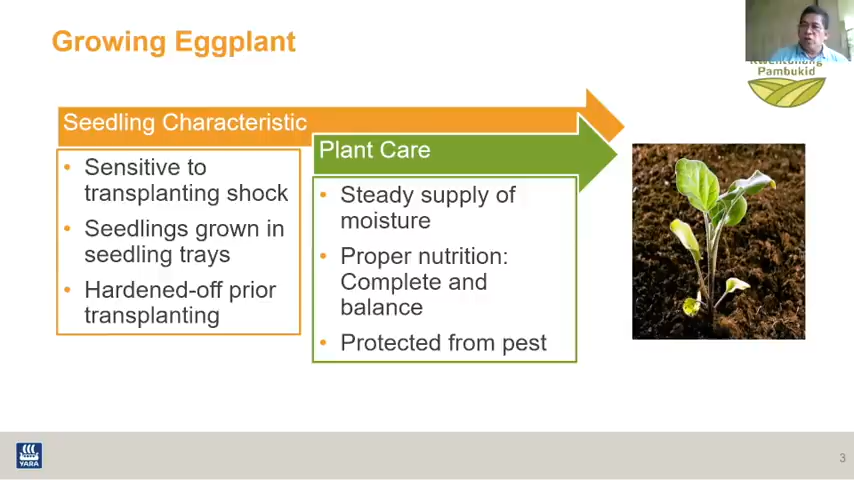 Growing Eggplant
Kwentuhang
Pambukid
Seedling Characteristic
• Sensitive to
transplanting shock
• Seedlings grown in
seedling trays
• Hardened-off prior
transplanting
Plant Care
• Steady supply of
moisture
• Proper nutrition:
Complete and
balance
• Protected from pest
YARA
3